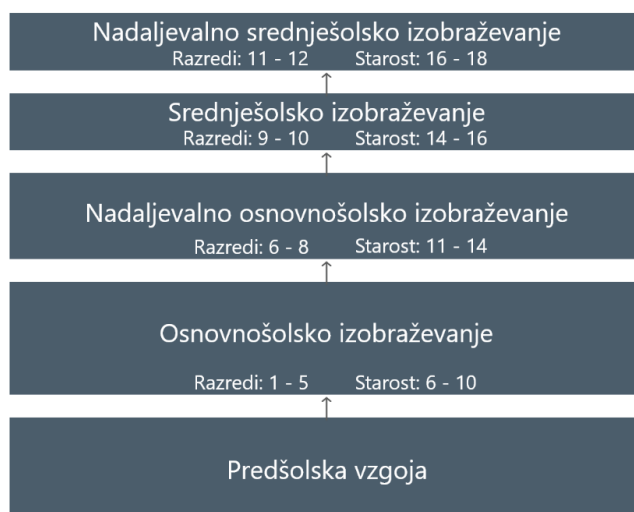 Nadaljevalno srednješolsko izobraževanje
Razredi: 11 - 12 Starost: 16 - 18
Srednješolsko izobraževanje
Razredi: 9 - 10 Starost: 14 - 16
Nadaljevalno osnovnošolsko izobraževanje
Razredi: 6 - 8 Starost: 11 - 14
Osnovnošolsko izobraževanje
Razredi: 1 - 5 Starost: 6 - 10
Predšolska vzgoja